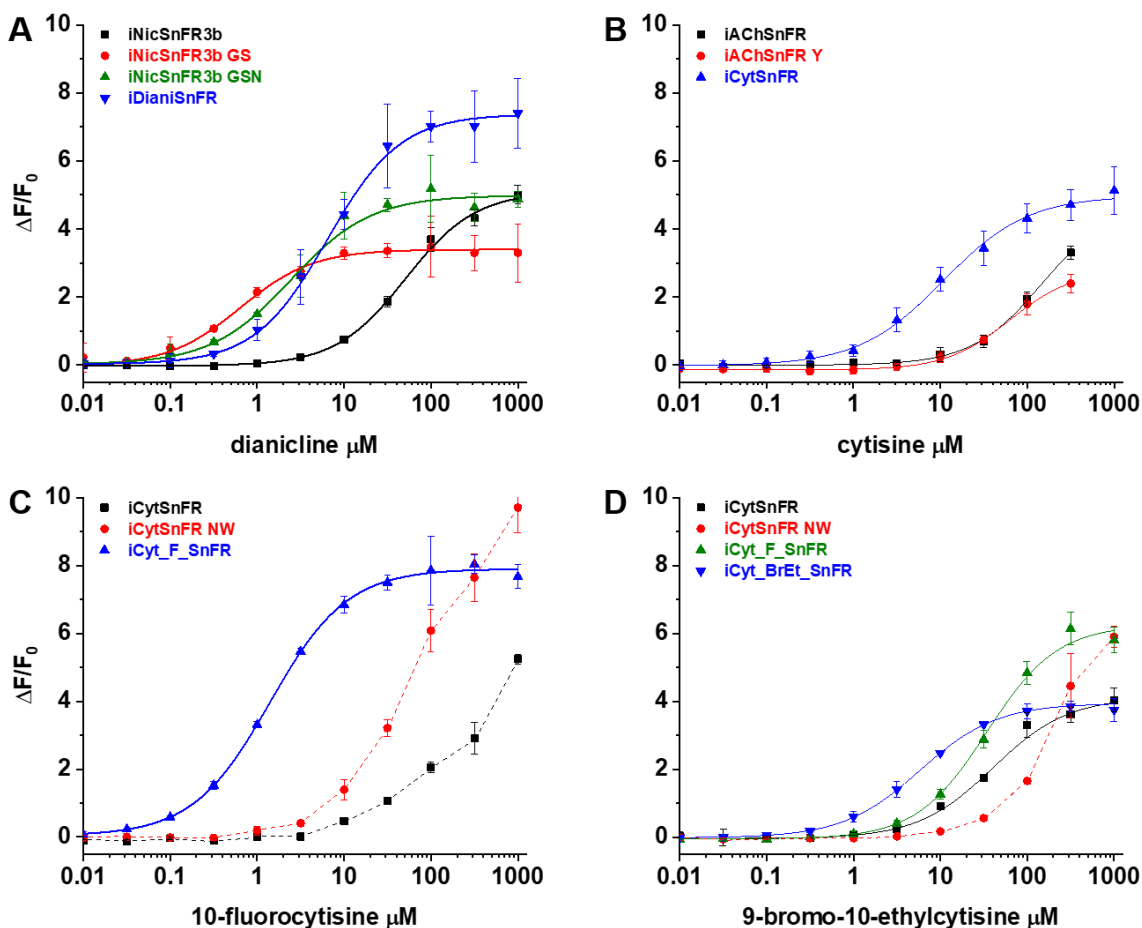 A
iNicSnFR3b
iNicSnFR3b GS
iNicSnFR3b GSN
iDianiSnFR
10
8
6
4
2
0
ΔF/F0
0.01 0.1 1 10 100 1000
dianicline μM
B
iAChSnFR
iAChSnFR Y
iCytSnFR
10
8
6
4
2
0
0.01 0.1 1 10 100 1000
cytisine μM
C
iCytSnFR
iCytSnFR NW
iCyt_F_SnFR
10
8
6
4
2
0
ΔF/F0
0.01 0.1 1 10 100 1000
10-fluorocytisine μM
D
iCytSnFR
iCytSnFR NW
iCyt_F_SnFR
iCyt_BrEt_SnFR
10
8
6
4
2
0
0.01 0.1 1 10 100 1000
9-bromo-10-ethylcytisine μM